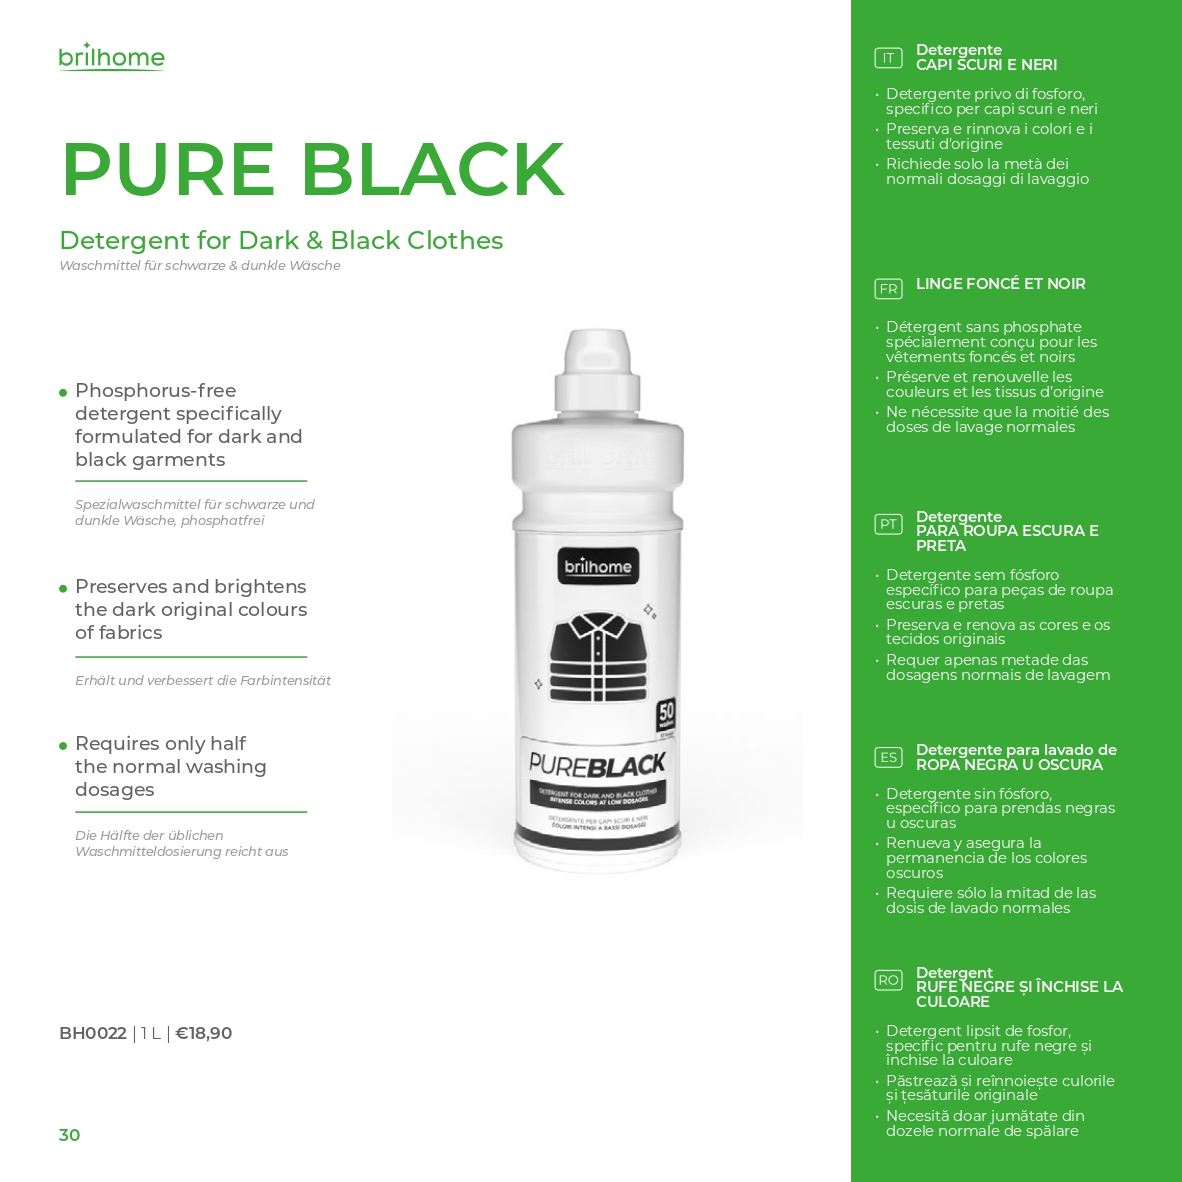 brilhome
PURE BLACK
Detergent for Dark & Black Clothes
Waschmittel für schwarze & dunkle Wäsche
Phosphorus-free
detergent specifically
formulated for dark and
black garments
Spezialwaschmittel für schwarze und
dunkle Wäsche, phosphatfrei
Preserves and brightens
the dark original colours
of fabrics
Erhält und verbessert die Farbintensität
Requires only half
the normal washing
dosages
Die Hälfte der üblichen
Waschmitteldosierung reicht aus
brilhome
50
washes
PUREBLACK
DETERGENT FOR DARK AND BLACK CLOTHES
INTENSE COLORS AT LOW DOSAGES
DETERGENTE PER CAPI SCURI E NERI
COLORI INTENSI A BASSI DOSAGGI
BH0022 | 1 L | €18,90
30
IT
Detergente
CAPI SCURI E NERI
• Detergente privo di fosforo,
specifico per capi scuri e neri
• Preserva e rinnova i colori e i
tessuti d'origine
• Richiede solo la metà dei
normali dosaggi di lavaggio
FR
LINGE FONCÉ ET NOIR
• Détergent sans phosphate
spécialement conçu pour les
vêtements foncés et noirs
• Préserve et renouvelle les
couleurs et les tissus d'origine
• Ne nécessite que la moitié des
doses de lavage normales
PT
Detergente
PARA ROUPA ESCURA E
PRETA
• Detergente sem fósforo
específico para peças de roupa
escuras e pretas
• Preserva e renova as cores e os
tecidos originais
• Requer apenas metade das
dosagens normais de lavagem
ES
Detergente para lavado de
ROPA NEGRA U OSCURA
• Detergente sin fósforo,
específico para prendas negras
u oscuras
• Renueva y asegura la
permanencia de los colores
oscuros
• Requiere sólo la mitad de las
dosis de lavado normales
RO
Detergent
RUFE NEGRE ȘI ÎNCHISE LA
CULOARE
• Detergent lipsit de fosfor,
specific pentru rufe negre și
închise la culoare
• Păstrează și reînnoiește culorile
și țesăturile originale
• Necesită doar jumătate din
dozele normale de spălare